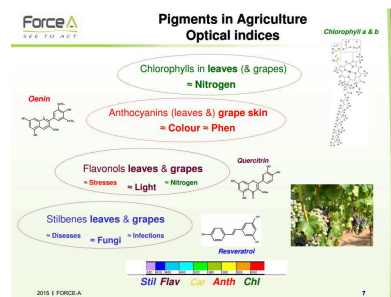 Force A
SEE TO ACT
Pigments in Agriculture
Optical indices
Chlorophyll a & b
Chlorophylls in leaves (& grapes)
≈ Nitrogen
Oenin
Anthocyanins (leaves &) grape skin
≈ Colour ≈ Phen
Flavonols leaves & grapes
≈ Stresses ≈ Light ≈ Nitrogen
Quercitrin
Stilbenes leaves & grapes
≈ Diseases ≈ Fungi ≈ Infections
Resveratrol
Stil Flav Car Anth Chl
2015 I FORCE-A
7